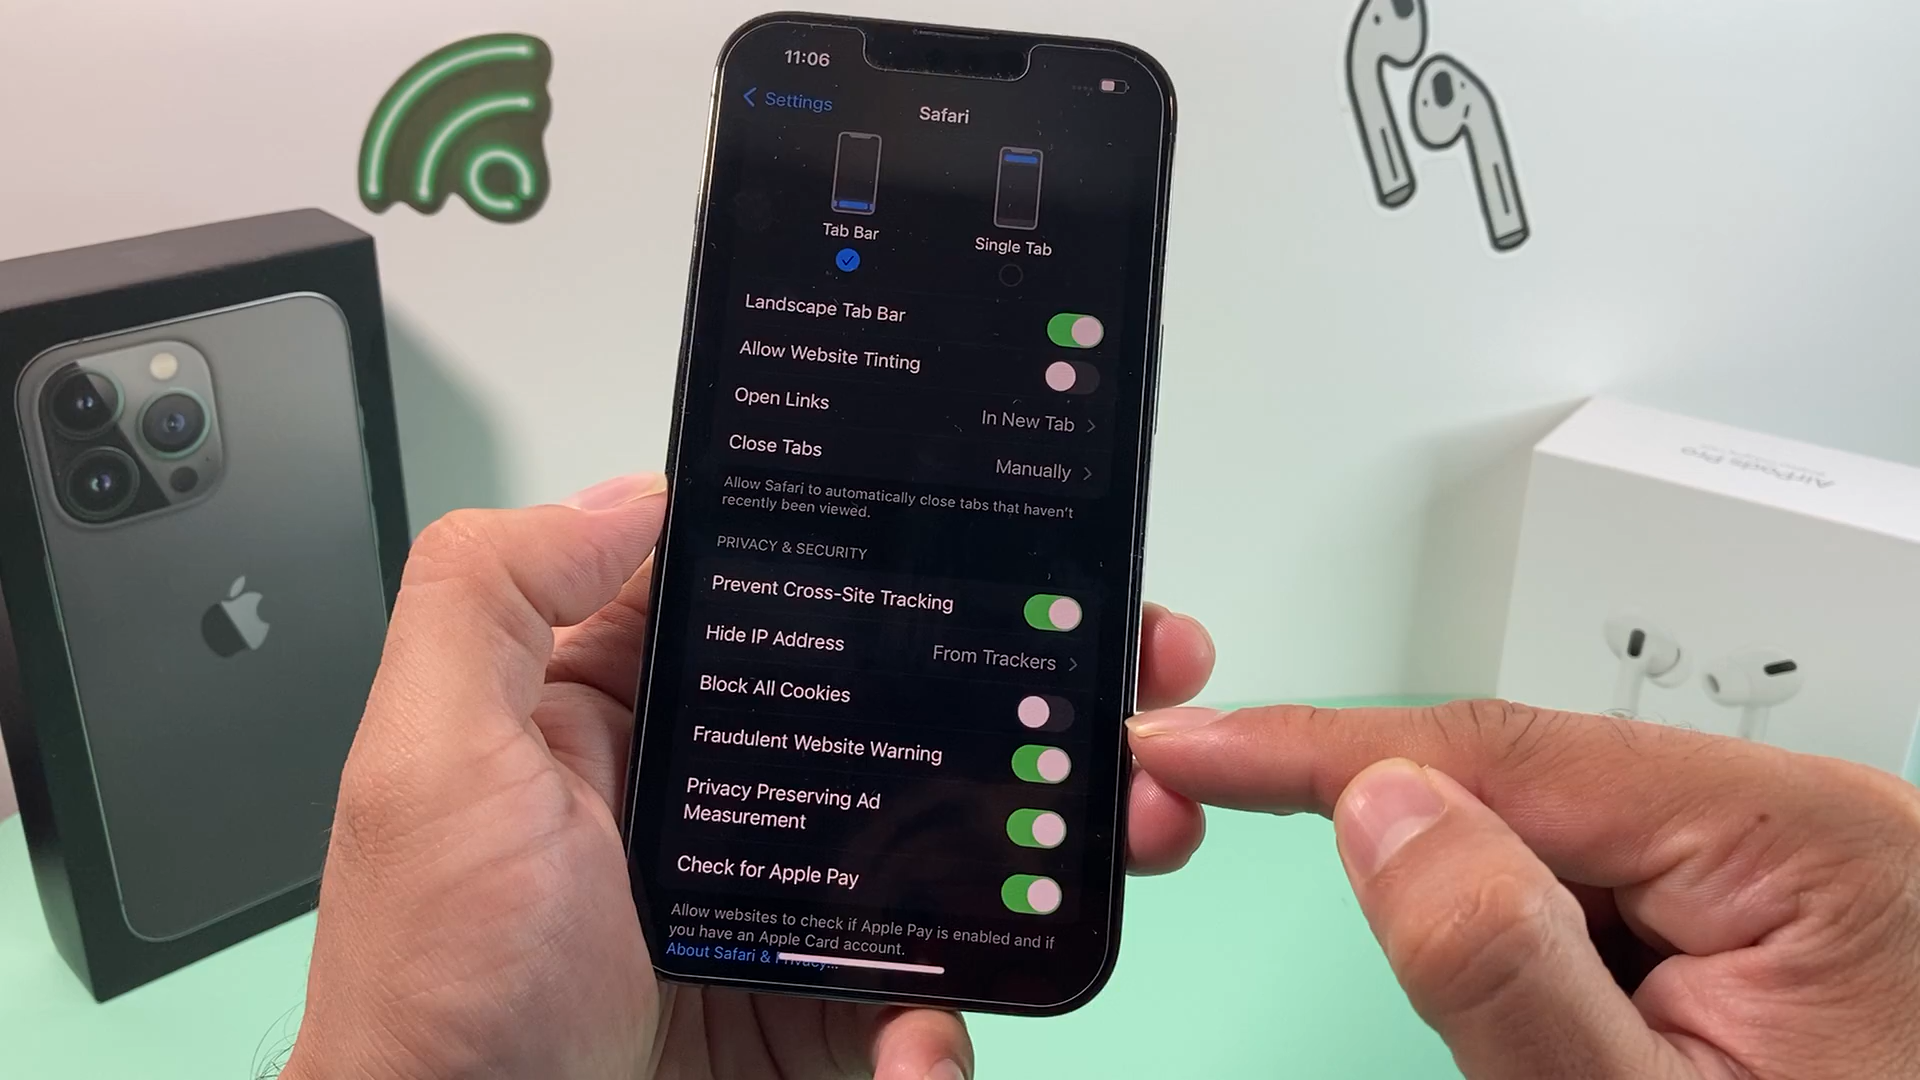 11:06
Settings
Safari
Tab Bar
Single Tab
Landscape Tab Bar
Allow Website Tinting
Open Links
In New Tab
Close Tabs
Manually
Allow Safari to automatically close tabs that haven't
recently been viewed.
PRIVACY & SECURITY
Prevent Cross-Site Tracking
Hide IP Address
From Trackers
Block All Cookies
Fraudulent Website Warning
Privacy Preserving Ad
Measurement
Check for Apple Pay
Allow websites to check if Apple Pay is enabled and if
you have an Apple Card account.
About Safari & Privacy...
AirPods Pro